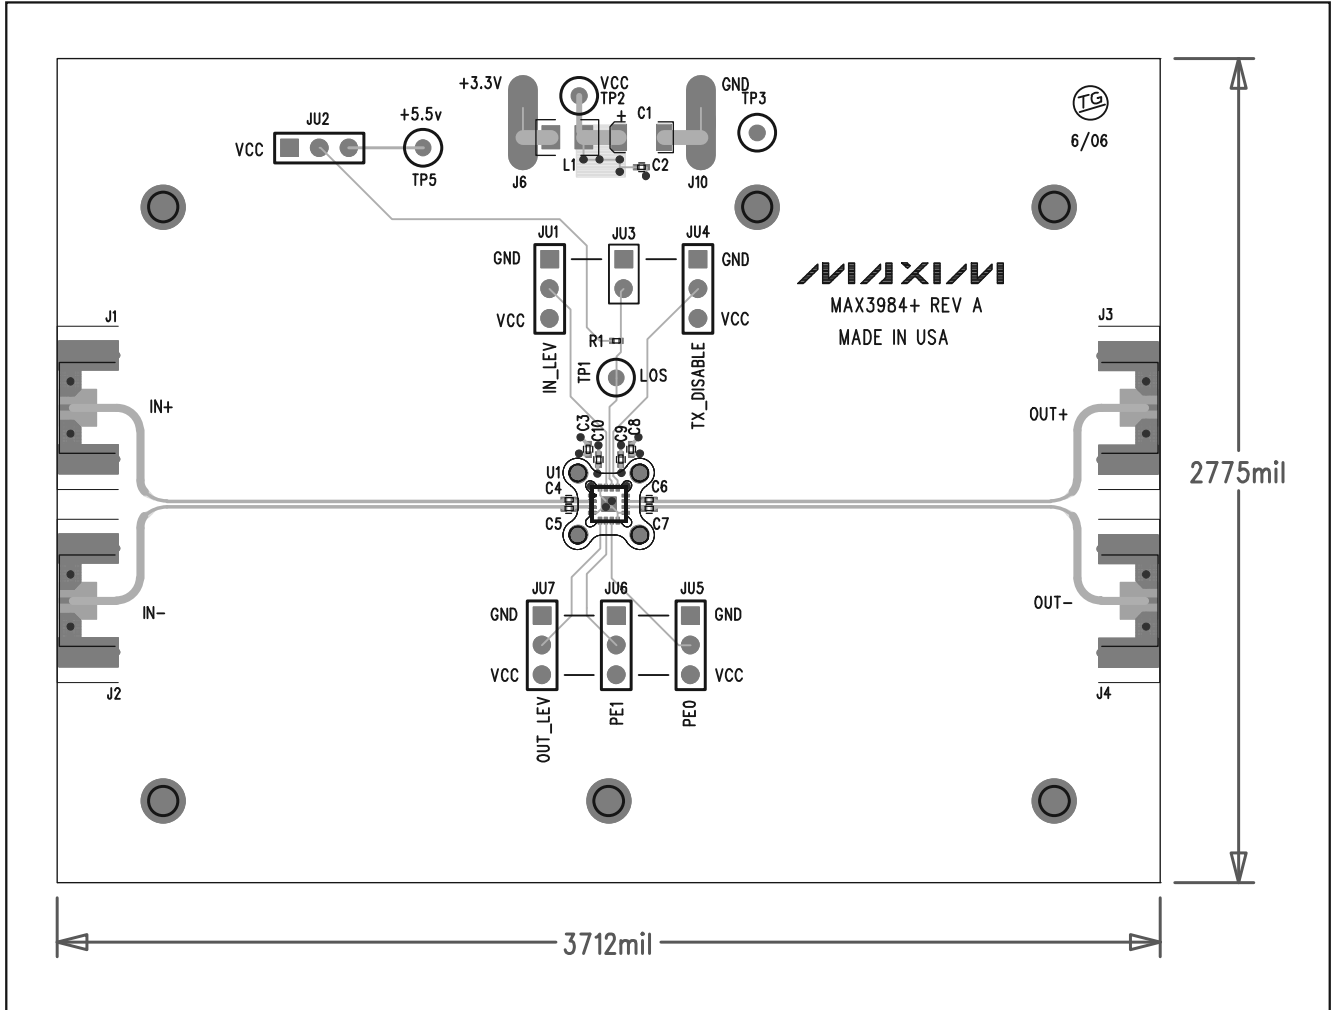 +3.3V
VCC
TP2
GND
C1
+
TP3
TG
6/06
JU2
+5.5v
VCC
TP5
L1
C2
J6
J10
JU1
JU3
JU4
GND
GND
MAXIM
MAX3984+ REV A
MADE IN USA
VCC
VCC
R1
IN_LEV
TP1
LOS
TX_DISABLE
J1
J3
IN+
OUT+
C3
C10
C9
C8
U1
C4
C6
C5
C7
2775mil
IN-
OUT-
JU7
JU6
JU5
GND
GND
VCC
VCC
J2
J4
OUT_LEV
PE1
PE0
3712mil